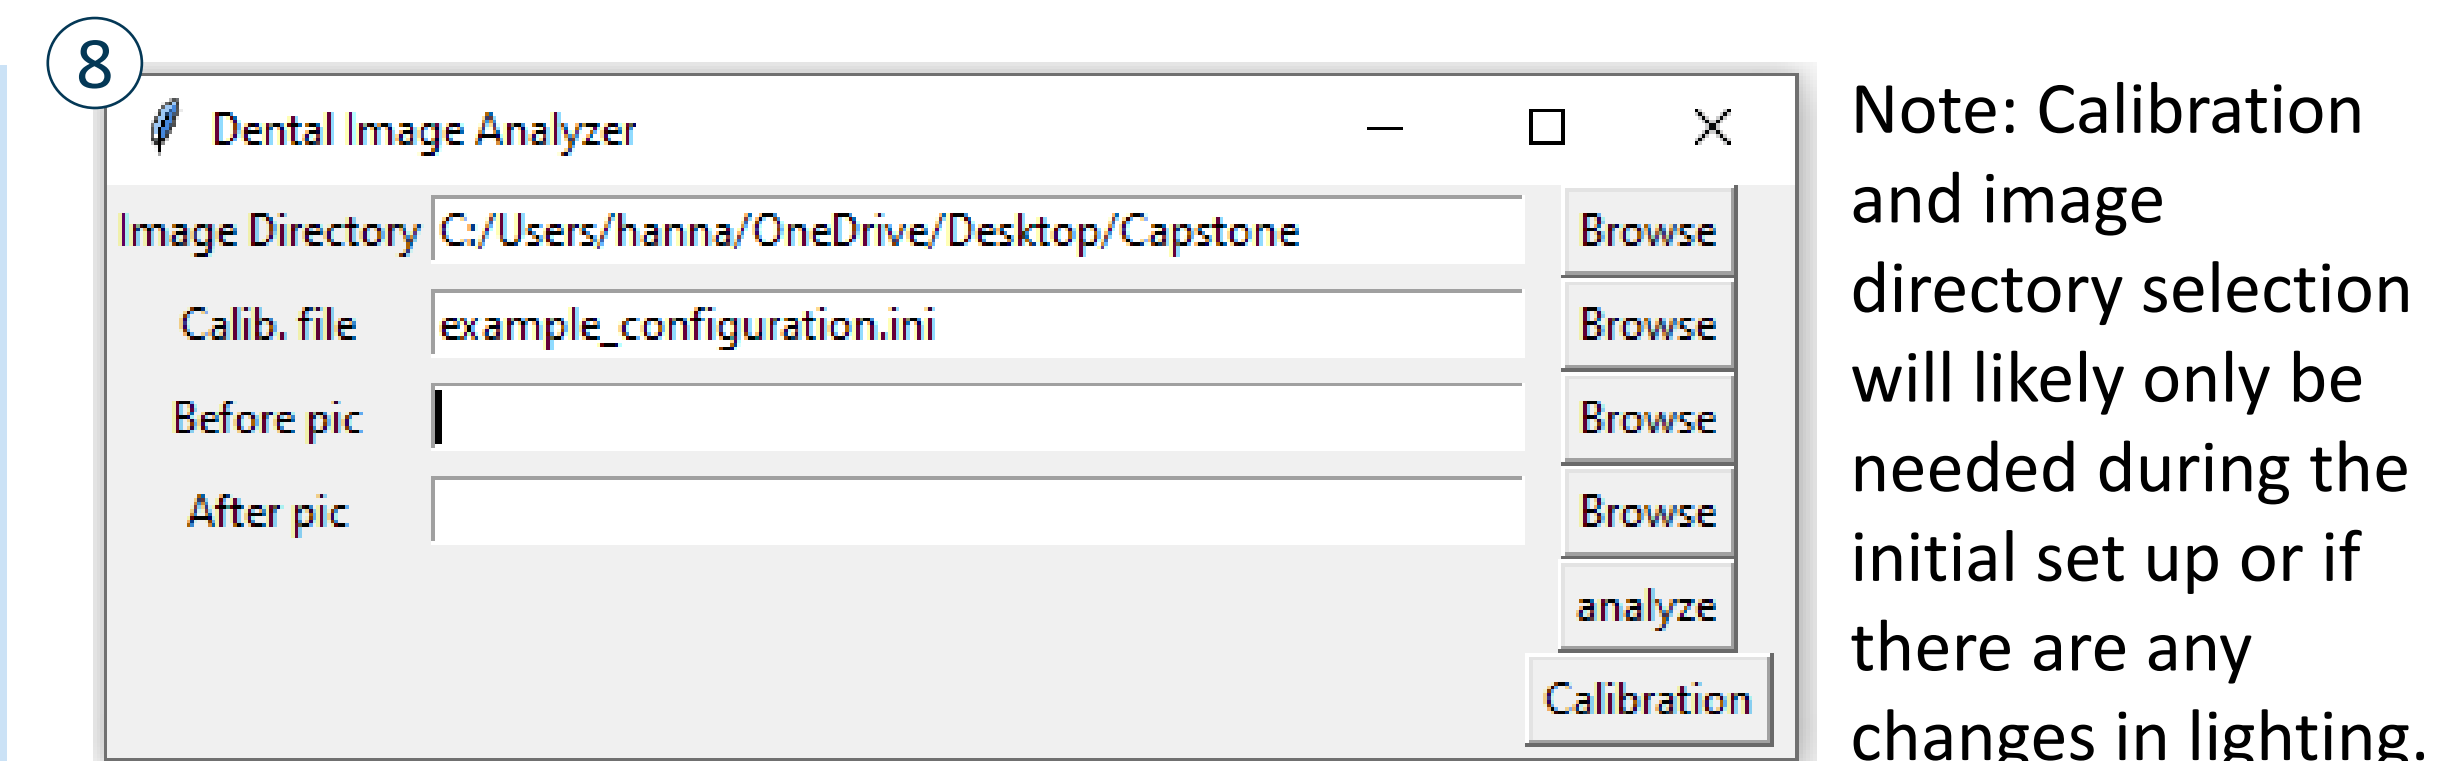 8
Dental Image Analyzer
Image Directory C:/Users/hanna/OneDrive/Desktop/Capstone Browse
Calib. file example_configuration.ini Browse
Before pic Browse
After pic Browse
analyze
Calibration
Note: Calibration
and image
directory selection
will likely only be
needed during the
initial set up or if
there are any
changes in lighting.